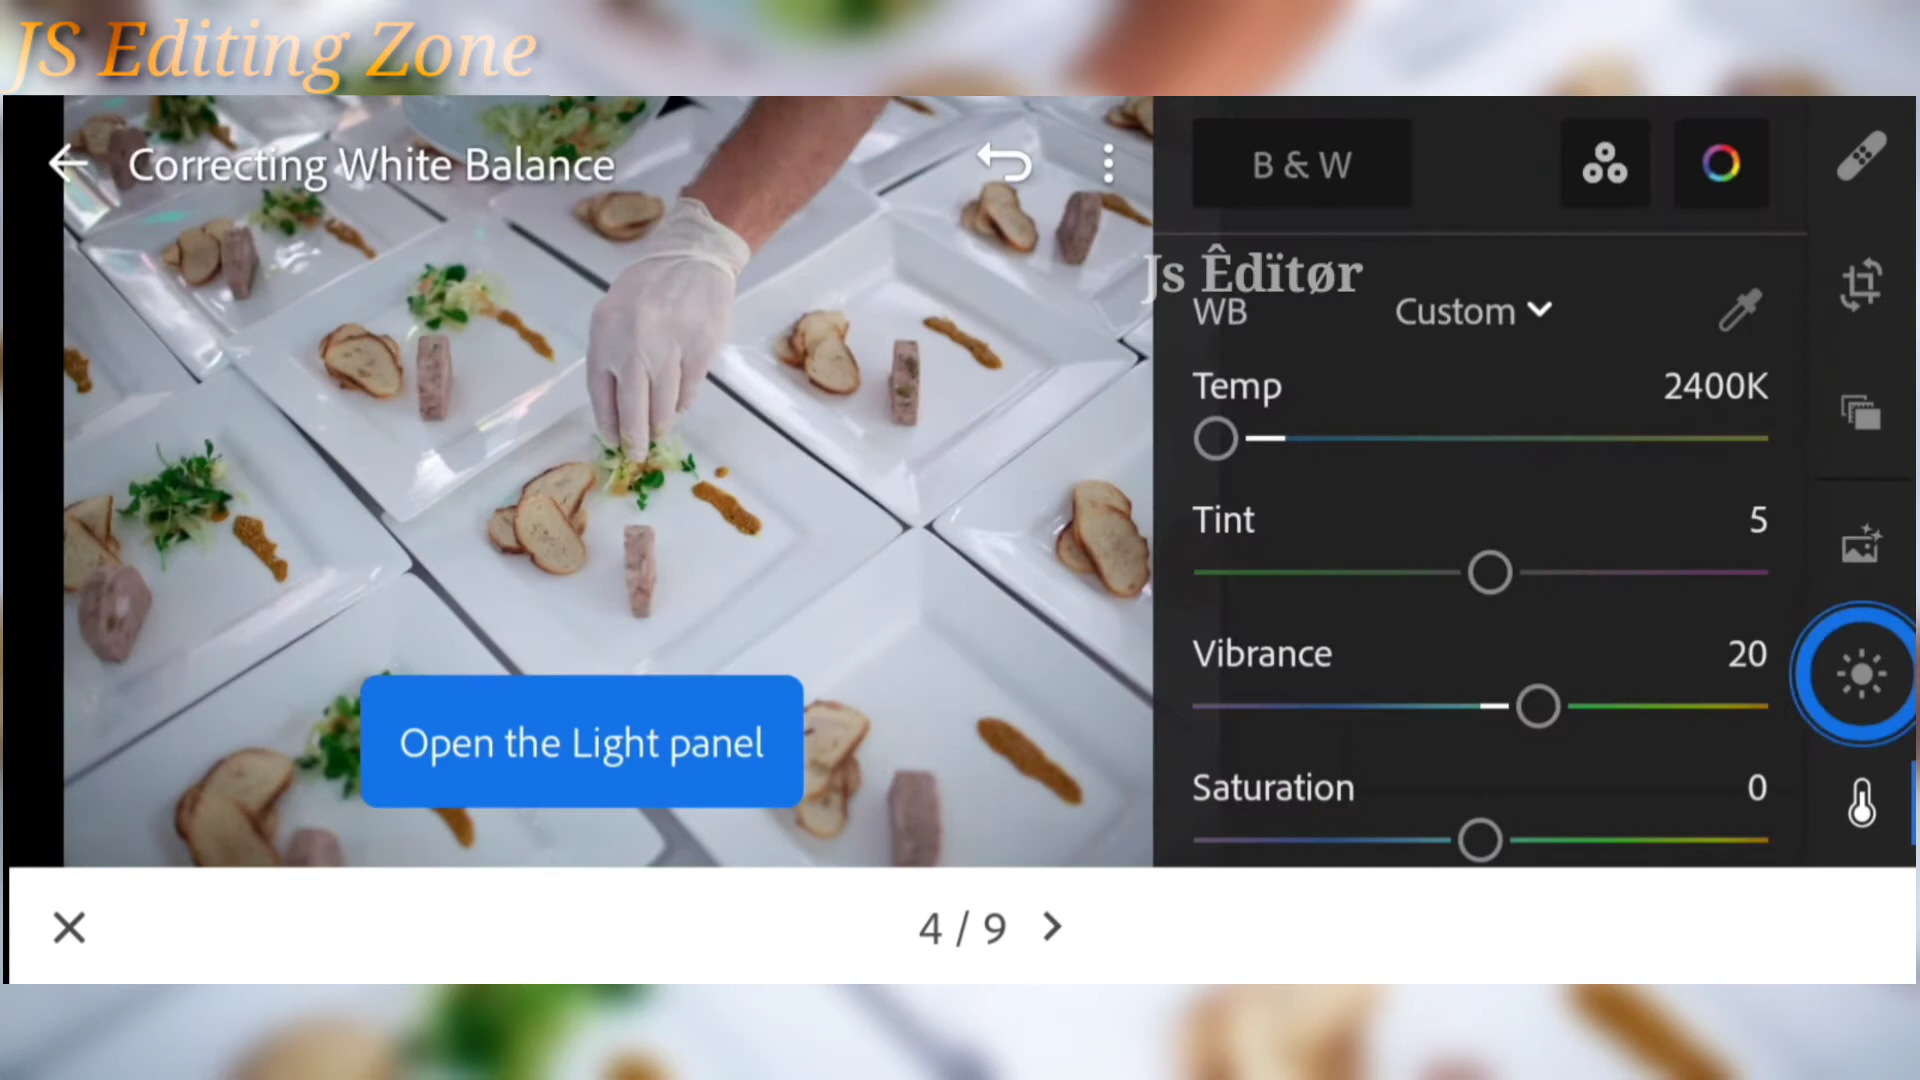 JS Editing Zone
Correcting White Balance
B & W
Js Êdïtør
WB
Custom
Temp
2400K
Tint
5
Vibrance
20
Saturation
0
Open the Light panel
4 / 9